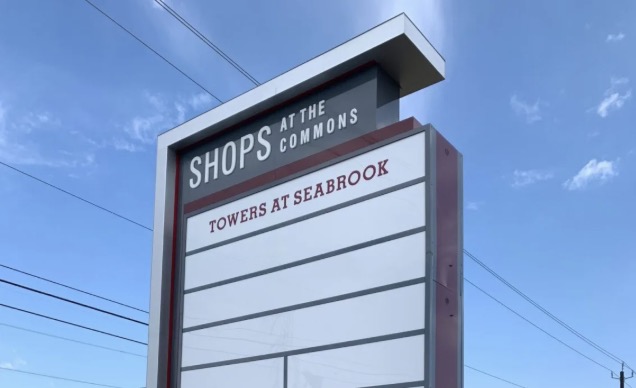 SHOPS AT THE
COMMONS
TOWERS AT SEABROOK